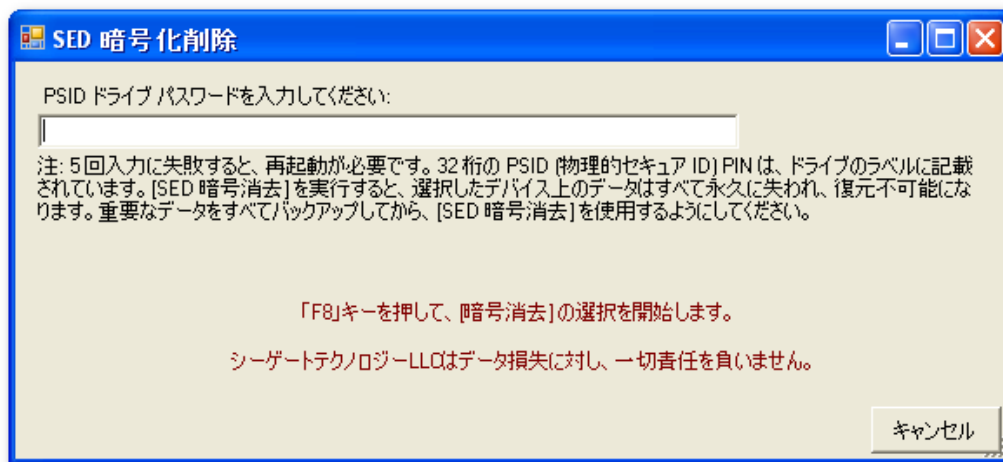 SED 暗号化削除
PSID ドライブ パスワードを入力してください:
注: 5回入力に失敗すると、再起動が必要です。32桁の PSID (物理的セキュア ID) PIN は、ドライブのラベルに記載
されています。[SED 暗号消去] を実行すると、選択したデバイス上のデータはすべて永久に失われ、復元不可能にな
ります。重要なデータをすべてバックアップしてから、[SED 暗号消去] を使用するようにしてください。
「F8」キーを押して、[暗号消去] の選択を開始します。
シーゲートテクノロジーLLCはデータ損失に対し、一切責任を負いません。
キャンセル